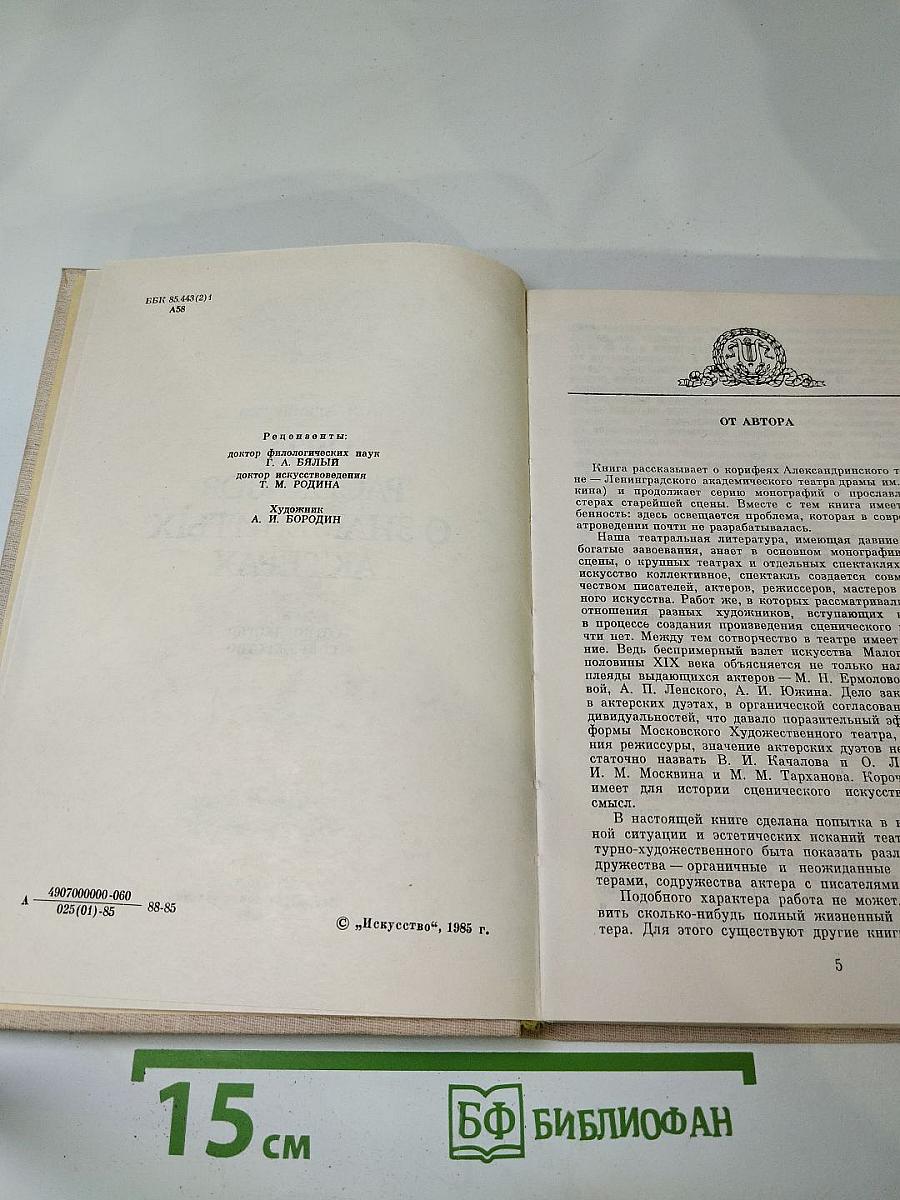 ББК 85.443(2)1
А58
Рецензенты:
доктор филологических наук
Г. А. БЯЛЫЙ
доктор искусствоведения
Т. М. РОДИНА
Художник
А. И. БОРОДИН
А 4907000000-060
025(01)-85 88-85
© „Искусство“, 1985 г.
ОТ АВТОРА
Книга рассказывает о корифеях Александринского т
не — Ленинградского академического театра драмы им.
кина) и продолжает серию монографий о прославл
стерах старейшей сцены. Вместе с тем книга имеет
бенность: здесь освещается проблема, которая в совр
атроведении почти не разрабатывалась.
Наша театральная литература, имеющая давние
богатые завоевания, знает в основном монографии
сцены, о крупных театрах и отдельных спектаклях
искусство коллективное, спектакль создается совм
чеством писателей, актеров, режиссеров, мастеров
ного искусства. Работ же, в которых рассматривал
отношения разных художников, вступающих
в процессе создания произведения сценического
чти нет. Между тем сотворчество в театре имеет
ние. Ведь беспримерный взлет искусства Малог
половины XIX века объясняется не только нал
плеяды выдающихся актеров — М. Н. Ермолово
вой, А. П. Ленского, А. И. Южина. Дело зак
в актерских дуэтах, в органической согласован
дивидуальностей, что давало поразительный эф
формы Московского Художественного театра,
ния режиссуры, значение актерских дуэтов не
статочно назвать В. И. Качалова и О. Л.
И. М. Москвина и М. М. Тарханова. Короч
имеет для истории сценического искусств
смысл.
В настоящей книге сделана попытка в к
ной ситуации и эстетических исканий теат
турно-художественного быта показать разл
дружества — органичные и неожиданные
терами, содружества актера с писателями
Подобного характера работа не может
вить сколько-нибудь полный жизненный
тера. Для этого существуют другие книг
5
15 см
БФ БИБЛИОФАН